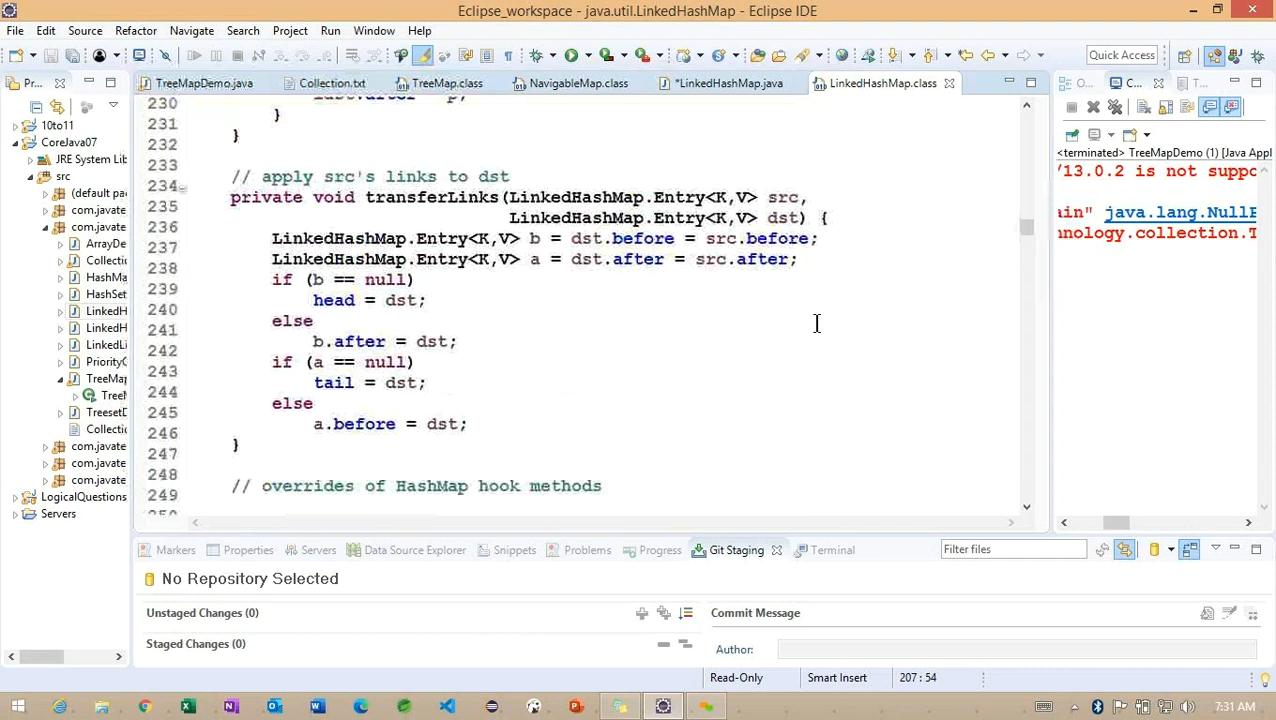 Eclipse_workspace - java.util.LinkedHashMap - Eclipse IDE
File Edit Source Refactor Navigate Search Project Run Window Help
Quick Access
Pr...
TreeMapDemo.java
Collection.txt
TreeMap.class
NavigableMap.class
*LinkedHashMap.java
LinkedHashMap.class
O...
C...
T...
10to11
CoreJava07
JRE System Lib
src
(default pa
com.javate
com.javate
ArrayDe
Collectio
HashMa
HashSet
LinkedH
LinkedH
LinkedLi
PriorityQ
TreeMap
TreeM
TreesetD
Collectio
com.javate
com.javate
com.javate
LogicalQuestions
Servers
230
231 }
232 }
233
234 // apply src's links to dst
235 private void transferLinks(LinkedHashMap.Entry<K,V> src,
236 LinkedHashMap.Entry<K,V> dst) {
237 LinkedHashMap.Entry<K,V> b = dst.before = src.before;
238 LinkedHashMap.Entry<K,V> a = dst.after = src.after;
239 if (b == null)
240 head = dst;
241 else
242 b.after = dst;
243 if (a == null)
244 tail = dst;
245 else
246 a.before = dst;
247 }
248
249 // overrides of HashMap hook methods
<terminated> TreeMapDemo (1) [Java Appl
/13.0.2 is not suppo
ain" java.lang.NullP
hnology.collection.T
Markers
Properties
Servers
Data Source Explorer
Snippets
Problems
Progress
Git Staging
Terminal
Filter files
No Repository Selected
Unstaged Changes (0)
Commit Message
Staged Changes (0)
Author:
Read-Only
Smart Insert
207 : 54
7:31 AM